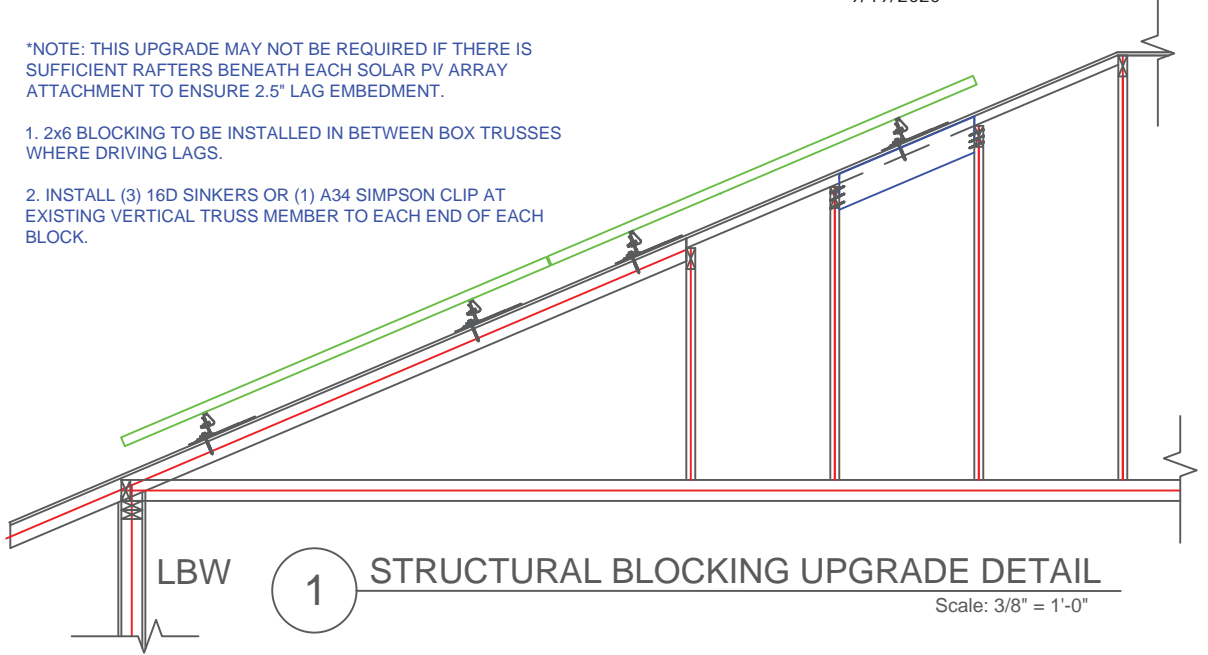 *NOTE: THIS UPGRADE MAY NOT BE REQUIRED IF THERE IS
SUFFICIENT RAFTERS BENEATH EACH SOLAR PV ARRAY
ATTACHMENT TO ENSURE 2.5" LAG EMBEDMENT.
1. 2x6 BLOCKING TO BE INSTALLED IN BETWEEN BOX TRUSSES
WHERE DRIVING LAGS.
2. INSTALL (3) 16D SINKERS OR (1) A34 SIMPSON CLIP AT
EXISTING VERTICAL TRUSS MEMBER TO EACH END OF EACH
BLOCK.
LBW
1
STRUCTURAL BLOCKING UPGRADE DETAIL
Scale: 3/8" = 1'-0"